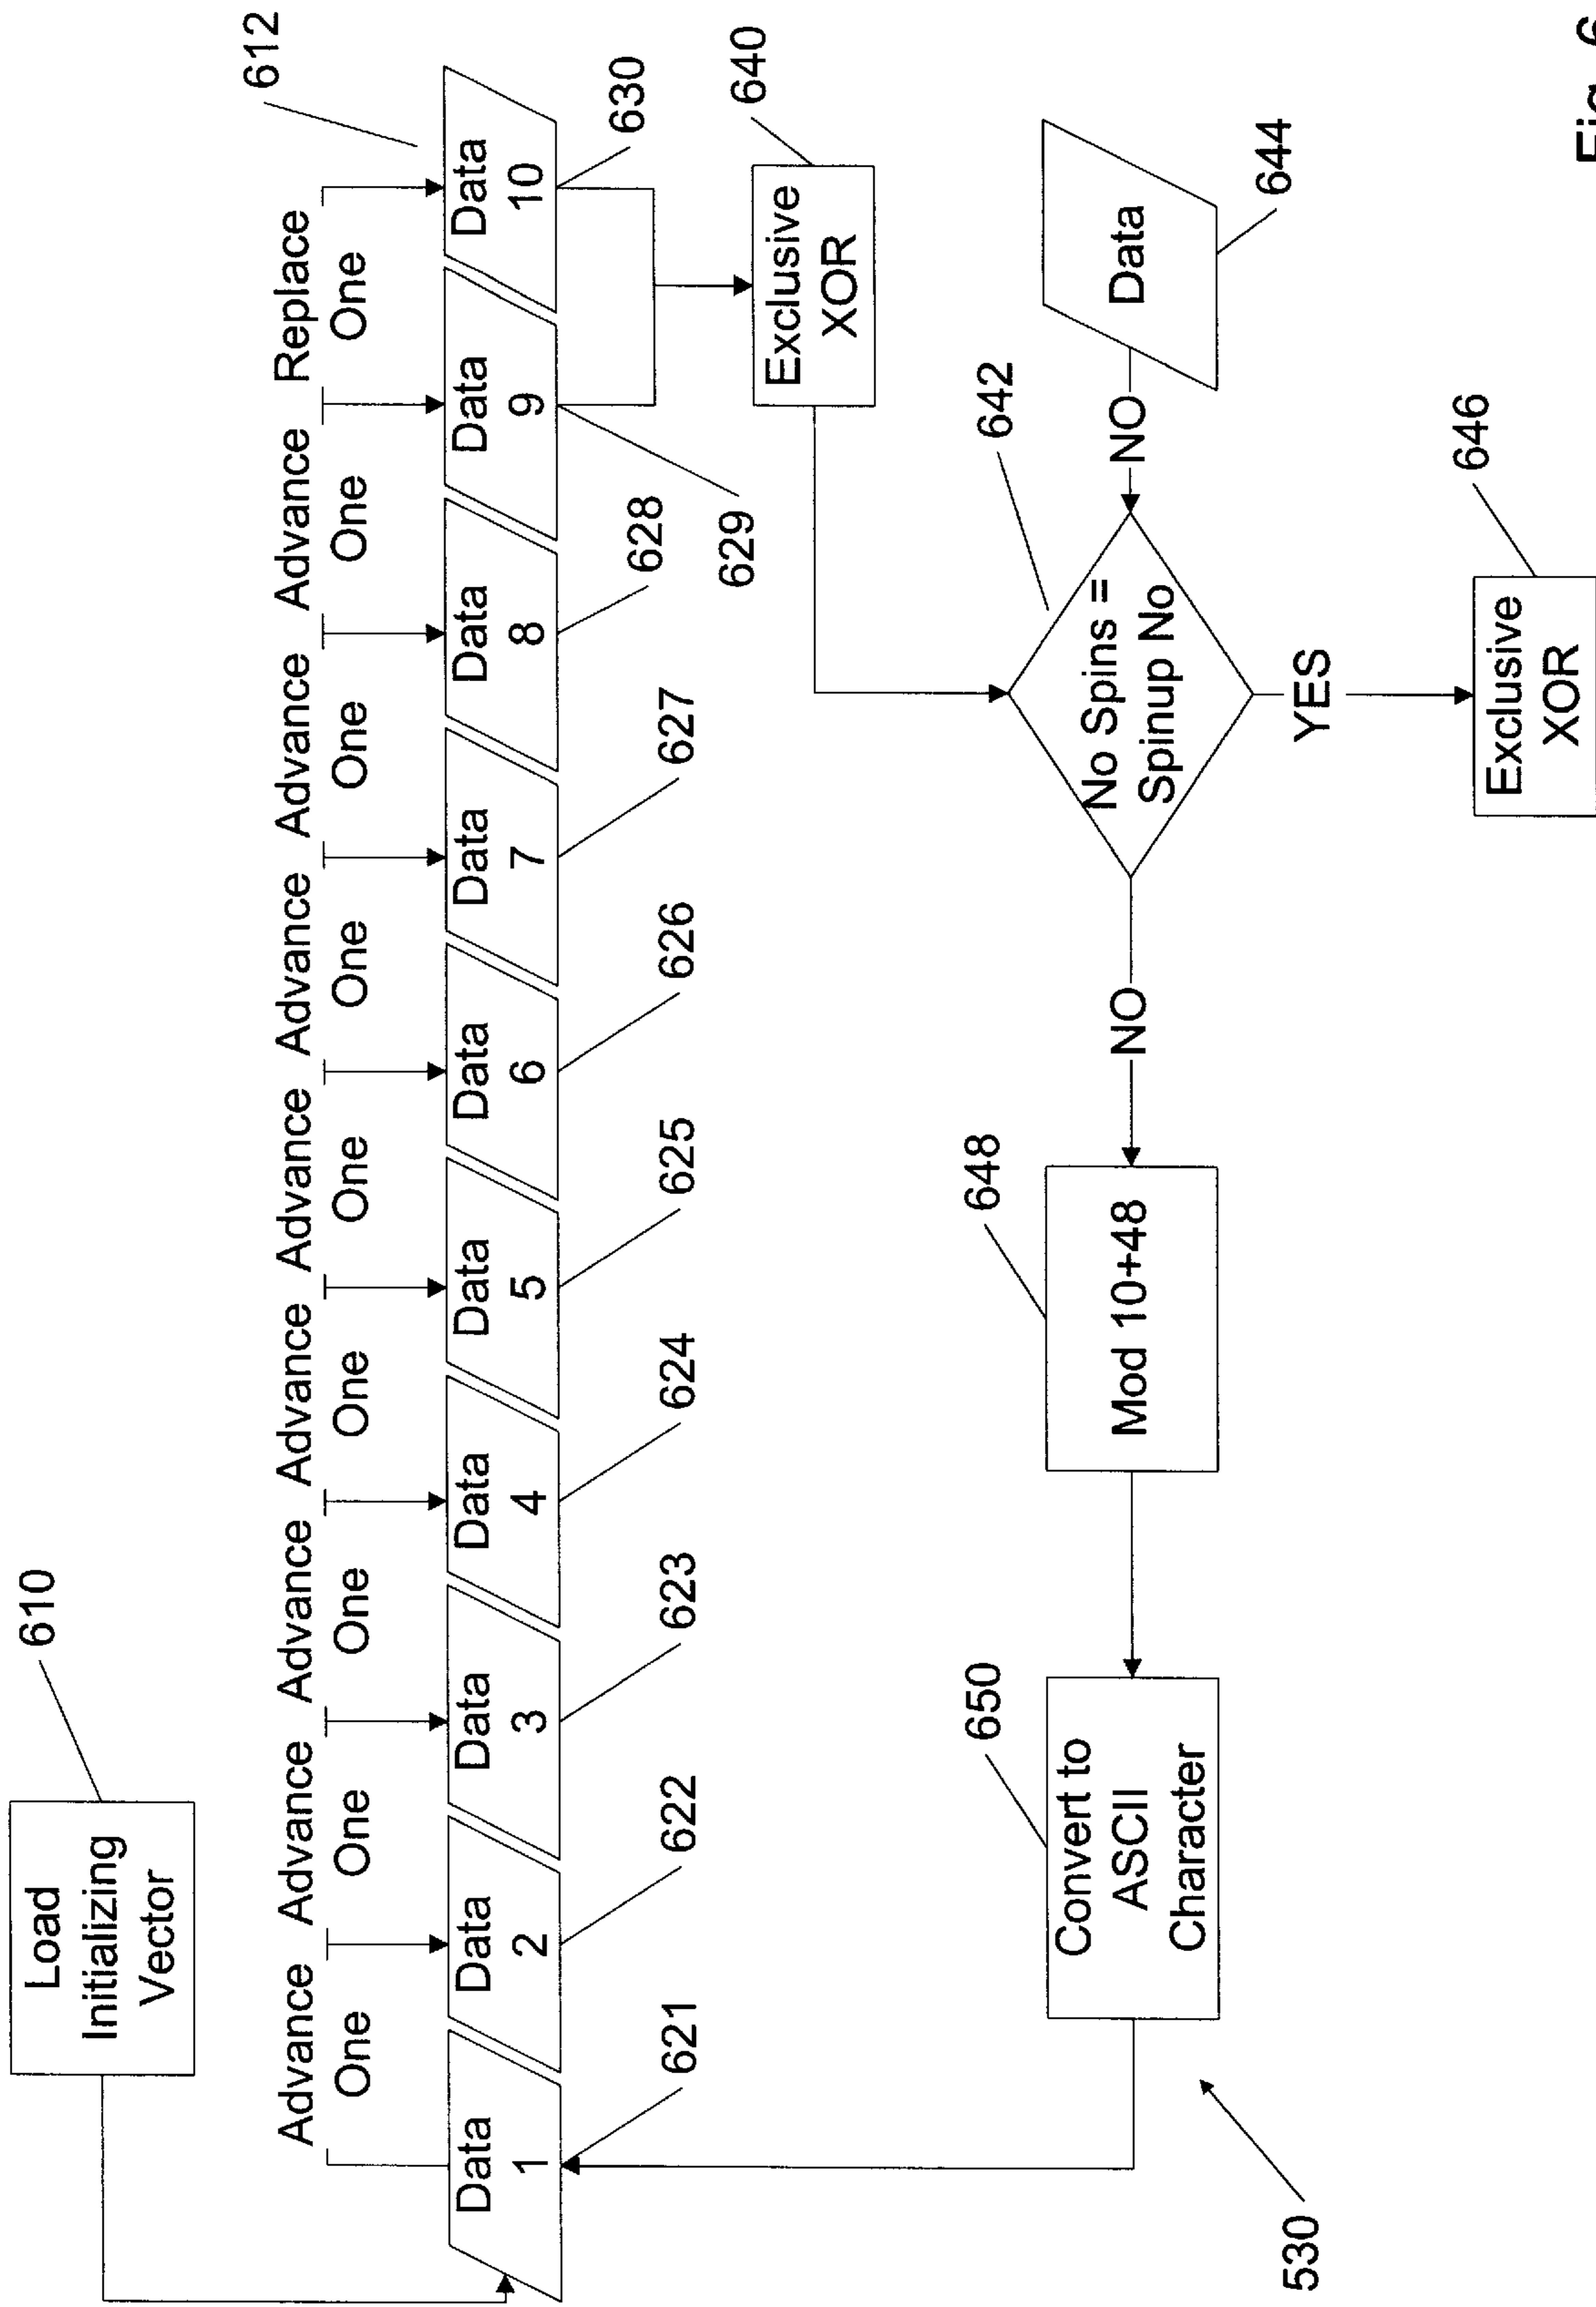 Load
Initializing
Vector
610
612
Advance
One
Advance
One
Advance
One
Advance
One
Advance
One
Advance
One
Advance
One
Advance
One
Replace
One
Data
1
Data
2
Data
3
Data
4
Data
5
Data
6
Data
7
Data
8
Data
9
Data
10
621
622
623
624
625
626
627
628
629
630
Exclusive
XOR
640
Convert to
ASCII
Character
650
Mod 10+48
648
NO
No Spins =
Spinup No
642
NO
Data
644
YES
Exclusive
XOR
646
530
Fig. 6